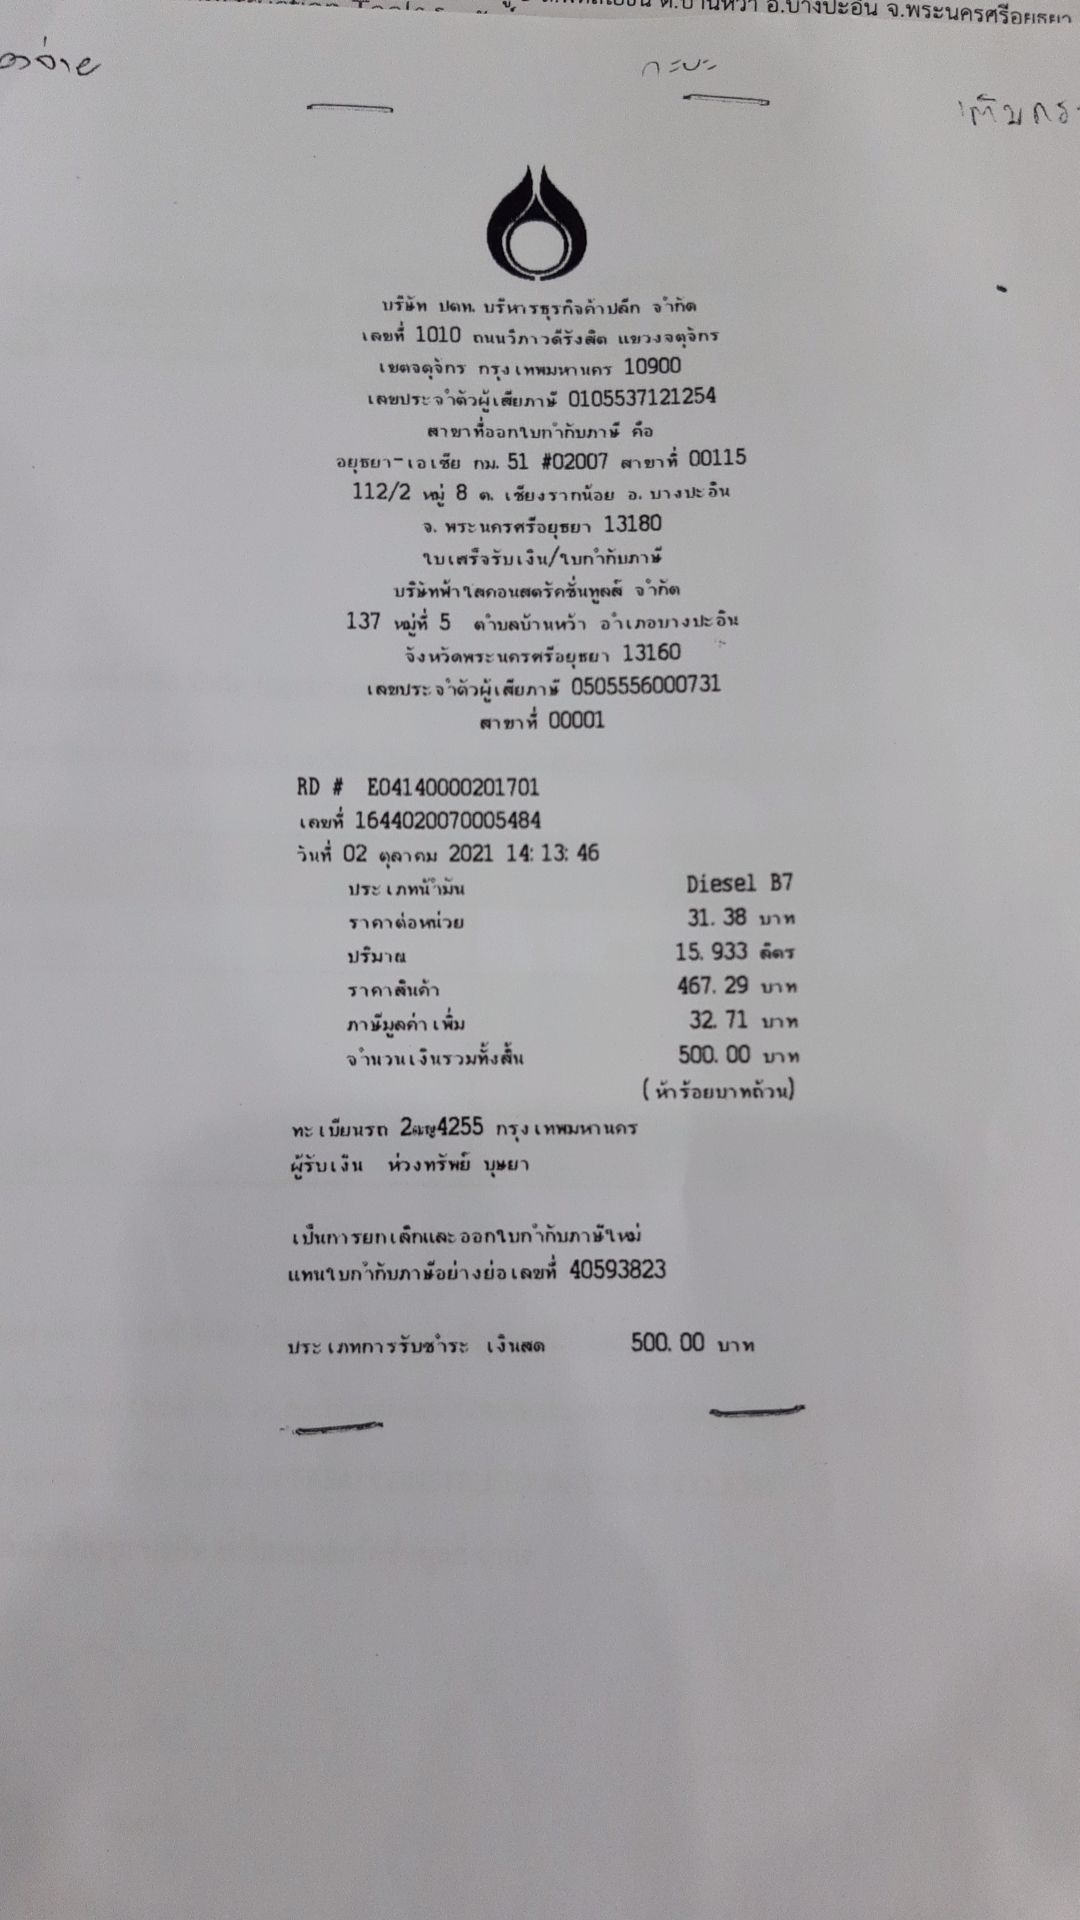 จ.พระนครศรีอยุธยา
กระบะ
บริษัท ปตท. บริหารธุรกิจค้าปลีก จำกัด
เลขที่ 1010 ถนนวิภาวดีรังสิต แขวงจตุจักร
เขตจตุจักร กรุงเทพมหานคร 10900
เลขประจำตัวผู้เสียภาษี 0105537121254
สาขาที่ออกใบกำกับภาษี คือ
อยุธยา-เอเซีย กม. 51 #02007 สาขาที่ 00115
112/2 หมู่ 8 ต. เชียงรากน้อย อ. บางปะอิน
จ. พระนครศรีอยุธยา 13180
ใบเสร็จรับเงิน/ใบกำกับภาษี
บริษัทฟ้าใสคอนสตรัคชั่นทูลส์ จำกัด
137 หมู่ที่ 5 ตำบลบ้านหว้า อำเภอบางปะอิน
จังหวัดพระนครศรีอยุธยา 13160
เลขประจำตัวผู้เสียภาษี 0505556000731
สาขาที่ 00001
RD # E04140000201701
เลขที่ 1644020070005484
วันที่ 02 ตุลาคม 2021 14:13:46
ประเภทน้ำมัน Diesel B7
ราคาต่อหน่วย 31.38 บาท
ปริมาณ 15.933 ลิตร
ราคาสินค้า 467.29 บาท
ภาษีมูลค่าเพิ่ม 32.71 บาท
จำนวนเงินรวมทั้งสิ้น 500.00 บาท
(ห้าร้อยบาทถ้วน)
ทะเบียนรถ 2ฒญ4255 กรุงเทพมหานคร
ผู้รับเงิน ห่วงทรัพย์ บุษยา
เป็นการยกเลิกและออกใบกำกับภาษีใหม่
แทนใบกำกับภาษีอย่างย่อเลขที่ 40593823
ประเภทการรับชำระ เงินสด 500.00 บาท